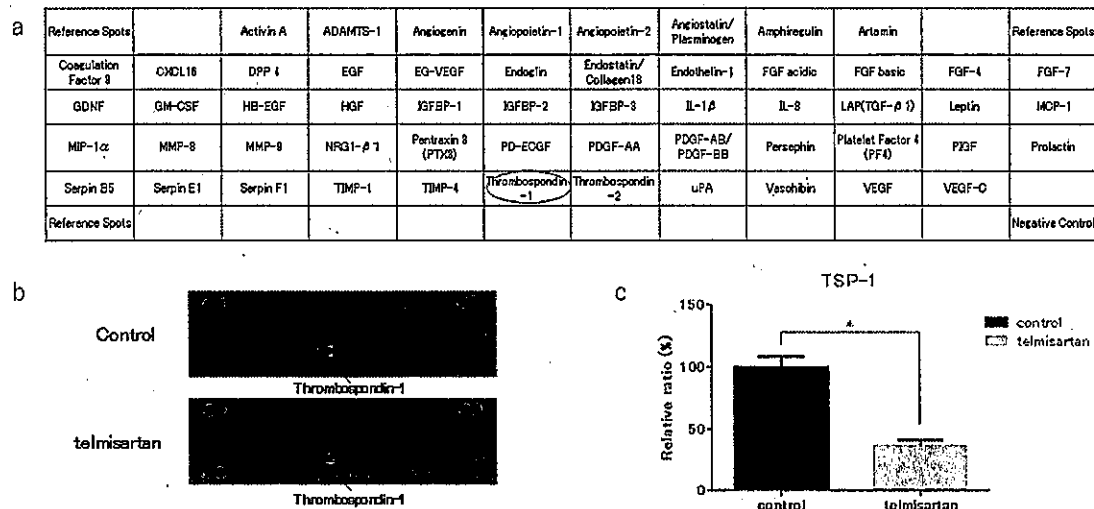 a
Reference Spots Activin A ADAMTS-1 Angiogenin Angiopoietin-1 Angiopoietin-2 Angiostatin/ Plasminogen Amphiregulin Artemin Reference Spots
Coagulation Factor 3 CXCL16 DPP 4 EGF EG-VEGF Endoglin Endostatin/ Collagen18 Endothelin-1 FGF acidic FGF basic FGF-4 FGF-7
GDNF GM-CSF HB-EGF HGF IGFBP-1 IGFBP-2 IGFBP-3 IL-1β IL-8 LAP(TGF-β1) Leptin MCP-1
MIP-1α MMP-8 MMP-9 NRG1-β1 Pentraxin 3 (PTX3) PD-ECGF PDGF-AA PDGF-AB/ PDGF-BB Persephin Platelet Factor 4 (PF4) PlGF Prolactin
Serpin B5 Serpin E1 Serpin F1 TIMP-1 TIMP-4 Thrombospondin -1 Thrombospondin -2 uPA Vasohibin VEGF VEGF-C
Reference Spots Negative Control
b
Control
Thrombospondin-1
telmisartan
Thrombospondin-1
c
TSP-1
Relative ratio (%)
150
100
50
0
*
control
telmisartan
control telmisartan